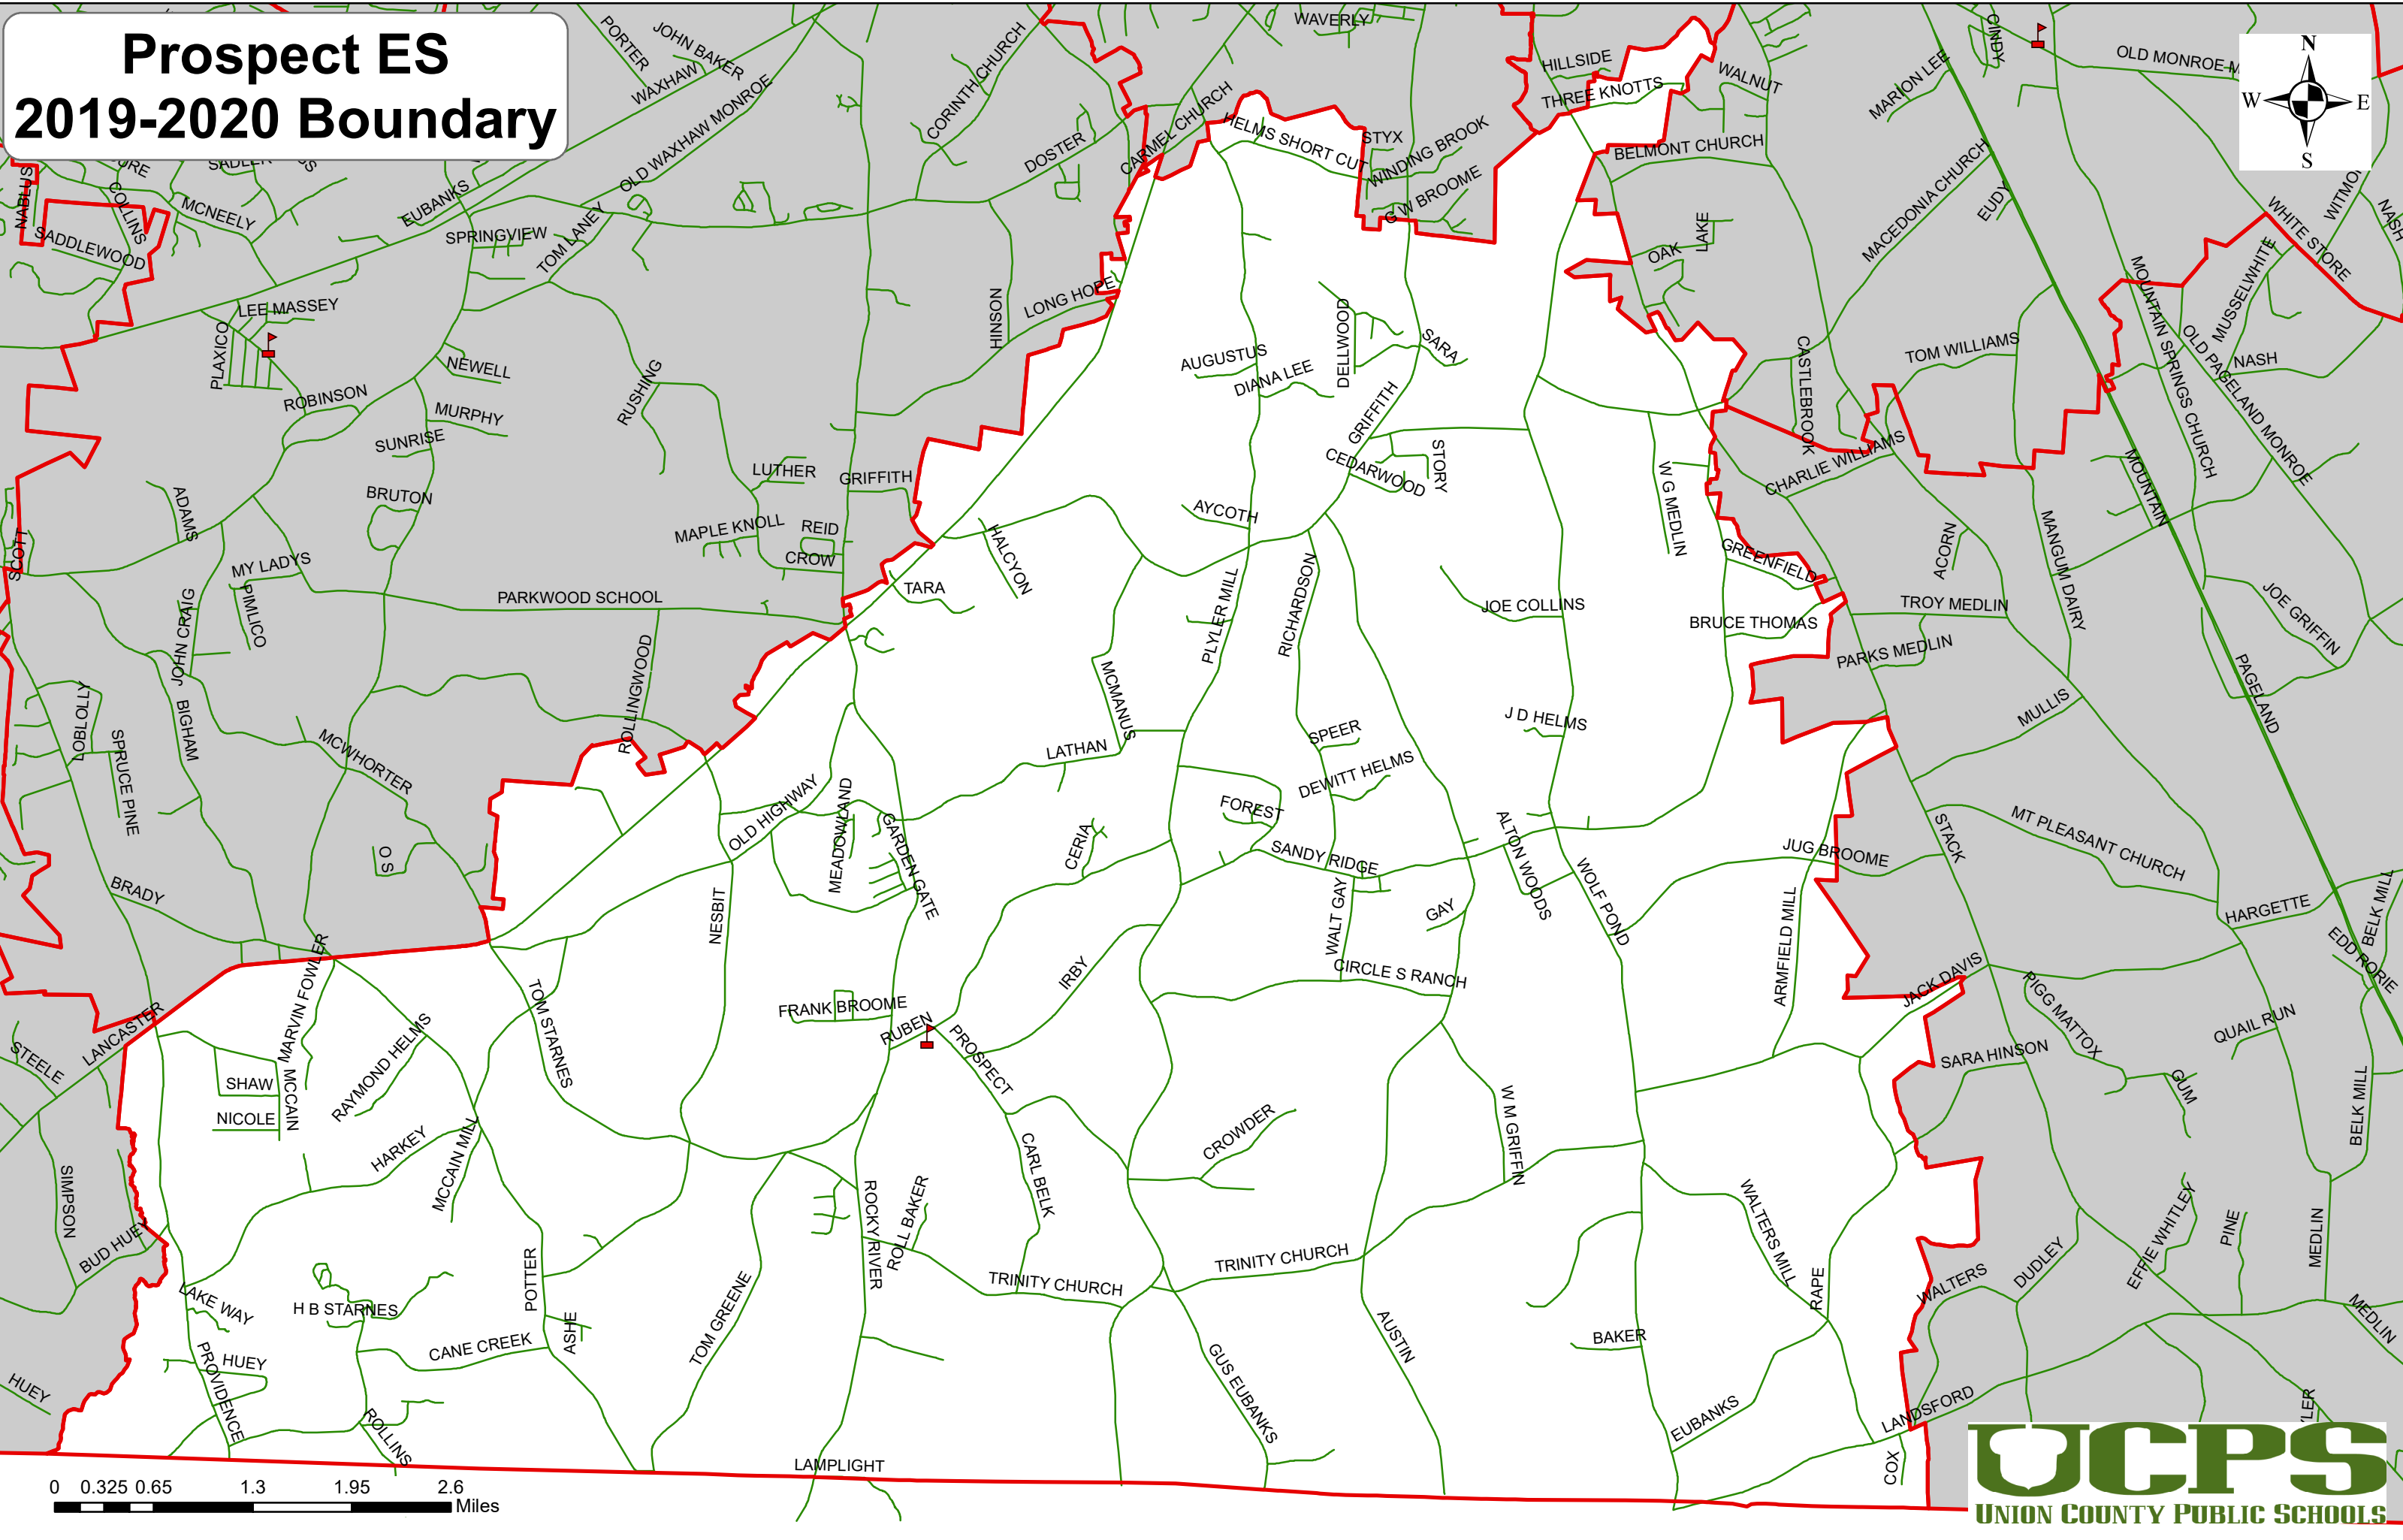 Prospect ES
2019-2020 Boundary
PORTER
JOHN BAKER
WAXHAW
OLD WAXHAW MONROE
CORINTH CHURCH
WAVERLY
HILLSIDE
THREE KNOTTS
WALNUT
MARION LEE
CINDY
N
W
E
S
CARMEL CHURCH
DOSTER
HELMS SHORT CUT
STYX
WINDING BROOK
G W BROOME
BELMONT CHURCH
MACEDONIA CHURCH
EUDY
WHITE STORE
NABLUS
COLLINS
MCNEELY
SADDLEWOOD
EUBANKS
SPRINGVIEW
TOM LANEY
OAK
LAKE
MUSSELWHITE
NASH
LEE MASSEY
PLAXICO
ROBINSON
NEWELL
MURPHY
SUNRISE
RUSHING
HINSON
LONG HOPE
AUGUSTUS
DIANA LEE
DELLWOOD
SARA
GRIFFITH
CASTLEBROOK
TOM WILLIAMS
MOUNTAIN SPRINGS CHURCH
OLD PAGELAND MONROE
NASH
ADAMS
BRUTON
LUTHER
GRIFFITH
MAPLE KNOLL
REID
CROW
HALCYON
AYCOTH
CEDARWOOD
STORY
W G MEDLIN
CHARLIE WILLIAMS
MOUNTAIN
SCOTT
MY LADYS
PIMLICO
JOHN CRAIG
PARKWOOD SCHOOL
TARA
PLYLER MILL
RICHARDSON
JOE COLLINS
GREENFIELD
BRUCE THOMAS
ACORN
TROY MEDLIN
MANGUM DAIRY
JOE GRIFFIN
PARKS MEDLIN
LOBLOLLY
SPRUCE PINE
BIGHAM
MCWHORTER
ROLLINGWOOD
MCMANUS
LATHAN
SPEER
DEWITT HELMS
J D HELMS
MULLIS
PAGELAND
O S
OLD HIGHWAY
MEADOWLAND
GARDEN GATE
CERIA
FOREST
SANDY RIDGE
ALTON WOODS
WOLF POND
JUG BROOME
STACK
MT PLEASANT CHURCH
BRADY
NESBIT
WALT GAY
GAY
CIRCLE S RANCH
ARMFIELD MILL
HARGETTE
BELK MILL
EDD RORIE
LANCASTER
STEELE
MARVIN FOWLER
RAYMOND HELMS
TOM STARNES
FRANK BROOME
RUBEN
PROSPECT
IRBY
JACK DAVIS
PIGG MATTOX
QUAIL RUN
SARA HINSON
GUM
SHAW
NICOLE
MCCAIN
HARKEY
MCCAIN MILL
CARL BELK
CROWDER
W M GRIFFIN
BELK MILL
SIMPSON
BUD HUEY
ROCKY RIVER
ROLL BAKER
TRINITY CHURCH
TRINITY CHURCH
WALTERS MILL
RAPE
WALTERS
DUDLEY
EFFIE WHITLEY
PINE
MEDLIN
MEDLIN
LAKE WAY
H B STARNES
POTTER
ASHE
CANE CREEK
TOM GREENE
HUEY
PROVIDENCE
HUEY
ROLLINS
GUS EUBANKS
AUSTIN
BAKER
EUBANKS
LANDSFORD
COX
LAMPLIGHT
0 0.325 0.65 1.3 1.95 2.6
Miles
UCPS
UNION COUNTY PUBLIC SCHOOLS